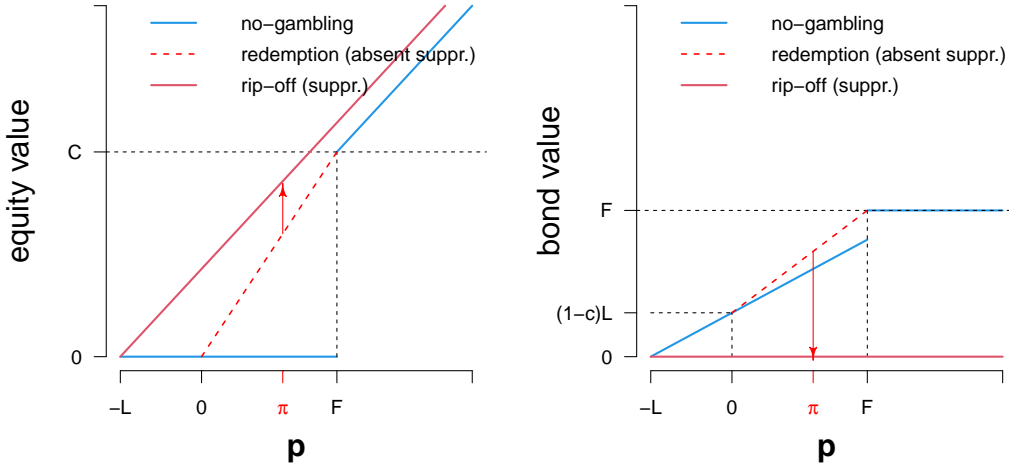 no−gambling
redemption (absent suppr.)
rip−off (suppr.)
equity value
C
0
−L
0
π
F
p
no−gambling
redemption (absent suppr.)
rip−off (suppr.)
bond value
F
(1−c)L
0
−L
0
π
F
p